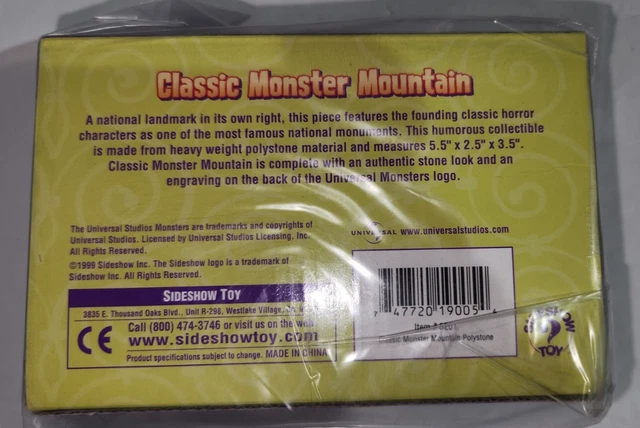 Classic Monster Mountain
A national landmark in its own right, this piece features the founding classic horror
characters as one of the most famous national monuments. This humorous collectible
is made from heavy weight polystone material and measures 5.5" x 2.5" x 3.5".
Classic Monster Mountain is complete with an authentic stone look and an
engraving on the back of the Universal Monsters logo.
The Universal Studios Monsters are trademarks and copyrights of
Universal Studios. Licensed by Universal Studios Licensing, Inc.
All Rights Reserved.
©1999 Sideshow Inc. The Sideshow logo is a trademark of
Sideshow Inc. All Rights Reserved.
UNIVERSAL www.universalstudios.com
SIDESHOW TOY
3835 E. Thousand Oaks Blvd., Unit R-298, Westlake Village,
Call (800) 474-3746 or visit us on the web
www.sideshowtoy.com
Product specifications subject to change. MADE IN CHINA
CE
7 47720 19005 4
Item #
Classic Monster Mountain Polystone
SIDESHOW
TOY